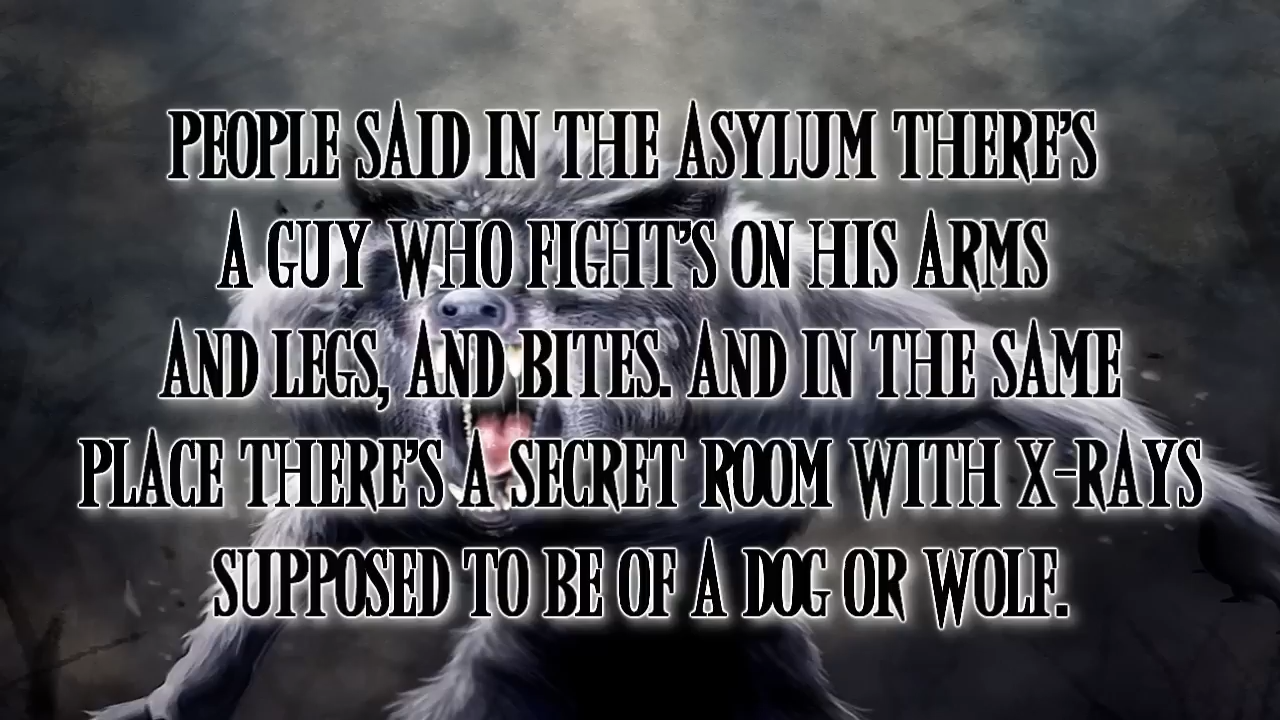 PEOPLE SAID IN THE ASYLUM THERE'S
A GUY WHO FIGHT'S ON HIS ARMS
AND LEGS, AND BITES. AND IN THE SAME
PLACE THERE'S A SECRET ROOM WITH X-RAYS
SUPPOSED TO BE OF A DOG OR WOLF.